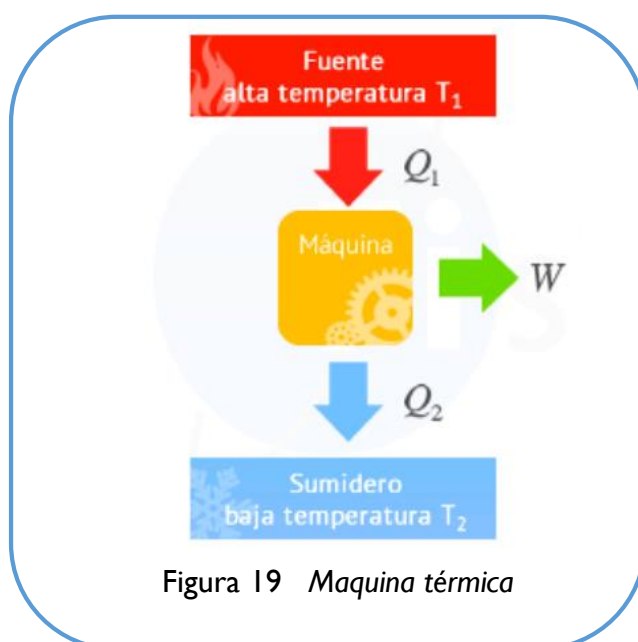 Fuente
alta temperatura T₁
Q₁
Máquina
W
Q₂
Sumidero
baja temperatura T₂
Figura 19 Maquina térmica